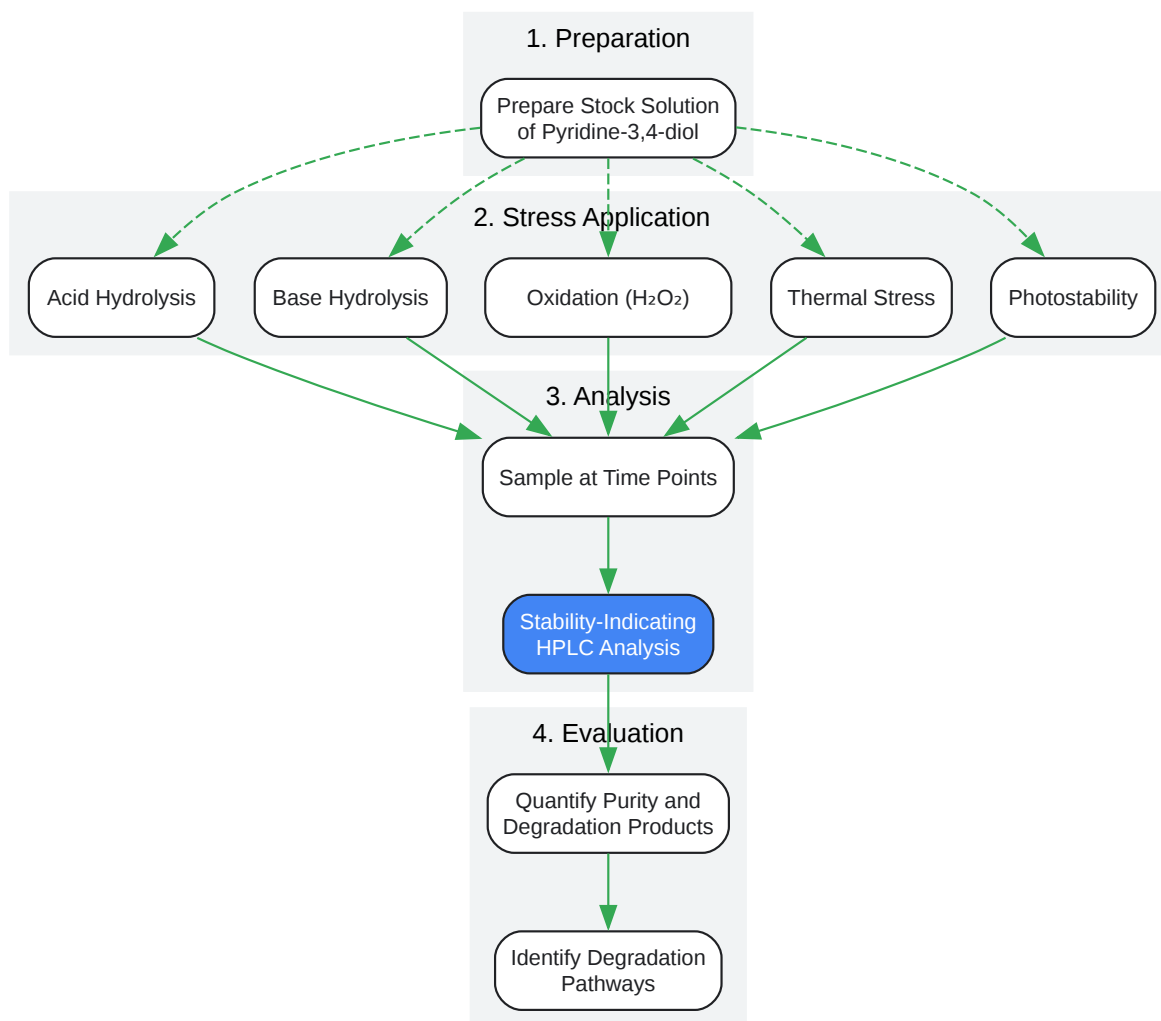 1. Preparation
Prepare Stock Solution
of Pyridine-3,4-diol
2. Stress Application
Acid Hydrolysis
Base Hydrolysis
Oxidation (H₂O₂)
Thermal Stress
Photostability
3. Analysis
Sample at Time Points
Stability-Indicating
HPLC Analysis
4. Evaluation
Quantify Purity and
Degradation Products
Identify Degradation
Pathways